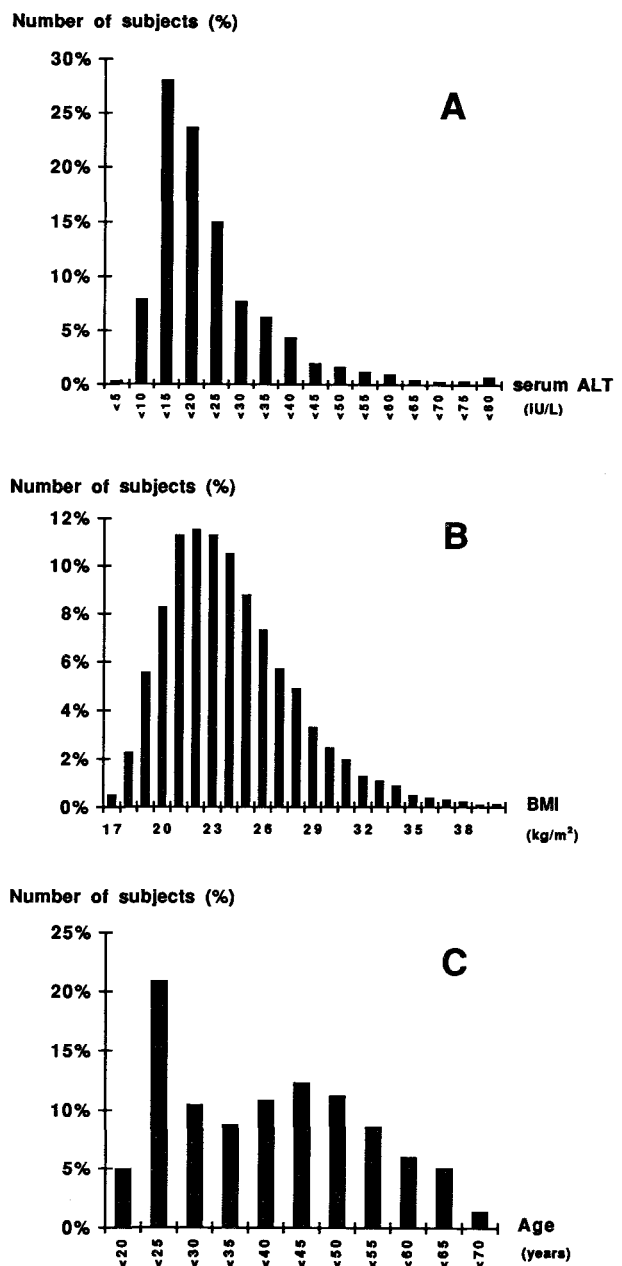 Number of subjects (%)
30%
25%
20%
15%
10%
5%
0%
A
<5 <10 <15 <20 <25 <30 <35 <40 <45 <50 <55 <60 <65 <70 <75 <80
serum ALT
(iU/L)
Number of subjects (%)
12%
10%
8%
6%
4%
2%
0%
B
17 20 23 26 29 32 35 38
BMI
(kg/m²)
Number of subjects (%)
25%
20%
15%
10%
5%
0%
C
<20 <25 <30 <35 <40 <45 <50 <55 <60 <65 <70
Age
(years)